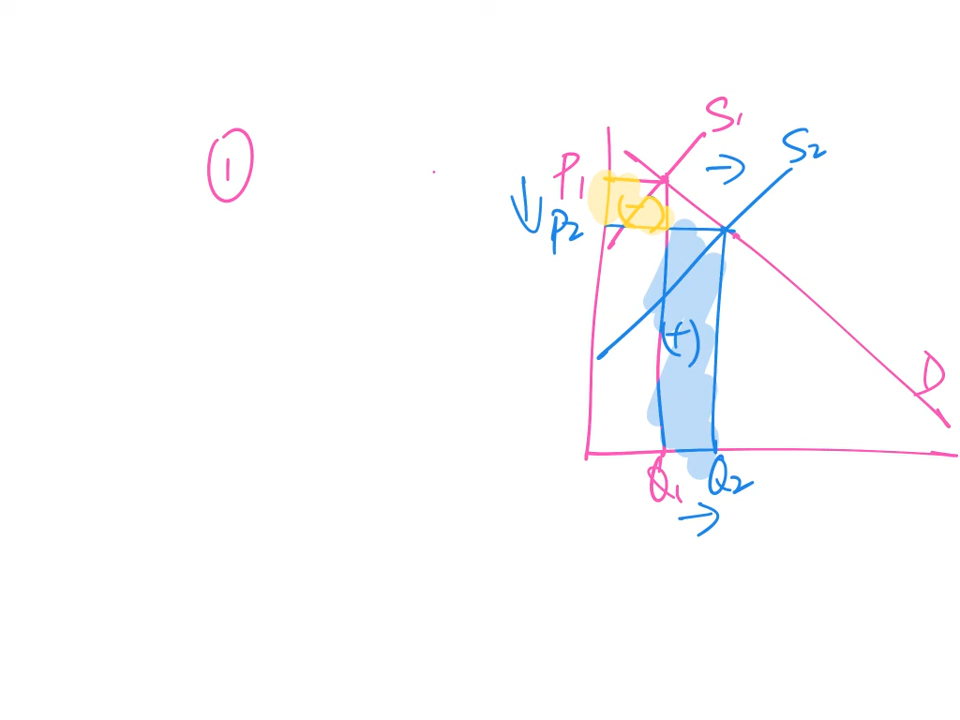 ①
S₁
→
S₂
P₁
↓
P₂
(-)
(+)
D
Q₁
Q₂
→